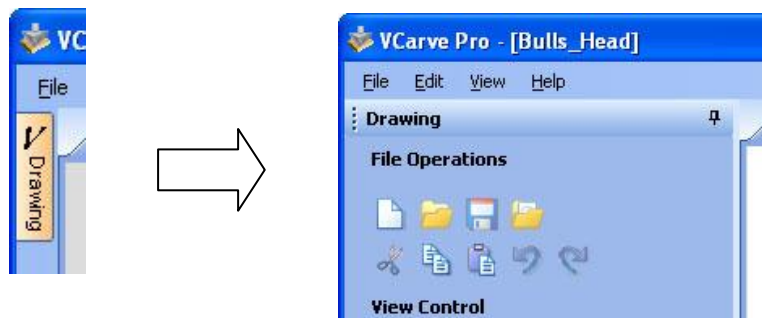 VC
File
Drawing
VCarve Pro - [Bulls_Head]
File Edit View Help
Drawing
File Operations
View Control